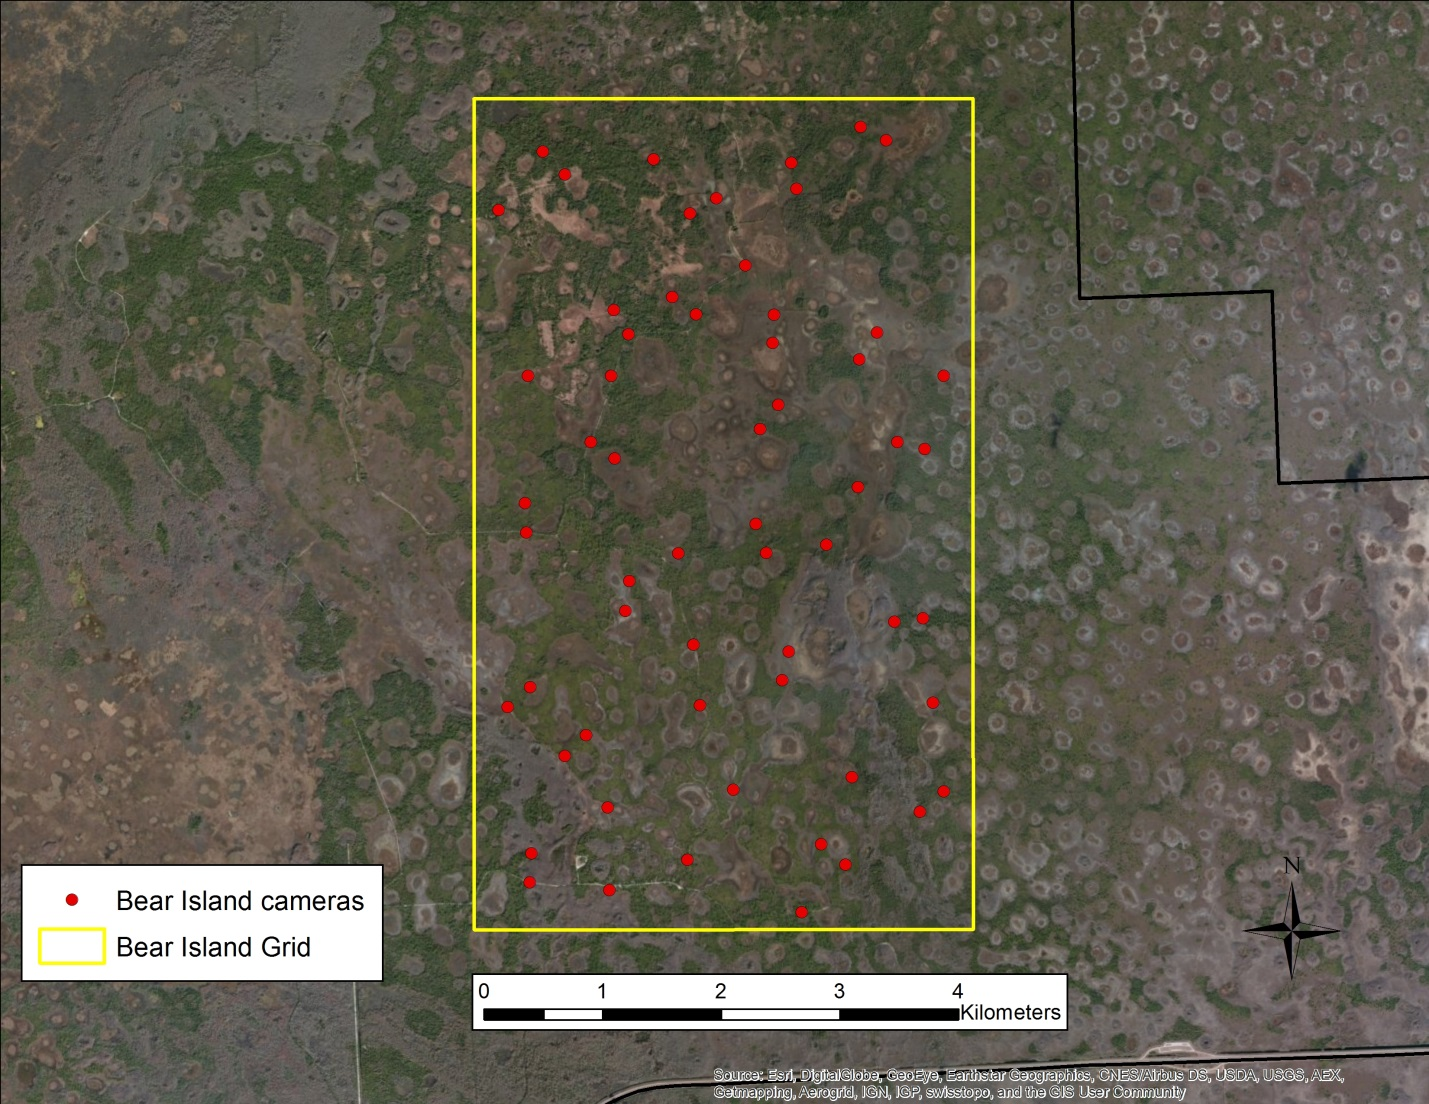 N
Bear Island cameras
Bear Island Grid
0 1 2 3 4
Kilometers
Source: Esri, DigitalGlobe, GeoEye, Earthstar Geographics, CNES/Airbus DS, USDA, USGS, AEX,
Getmapping, Aerogrid, IGN, IGP, swisstopo, and the GIS User Community